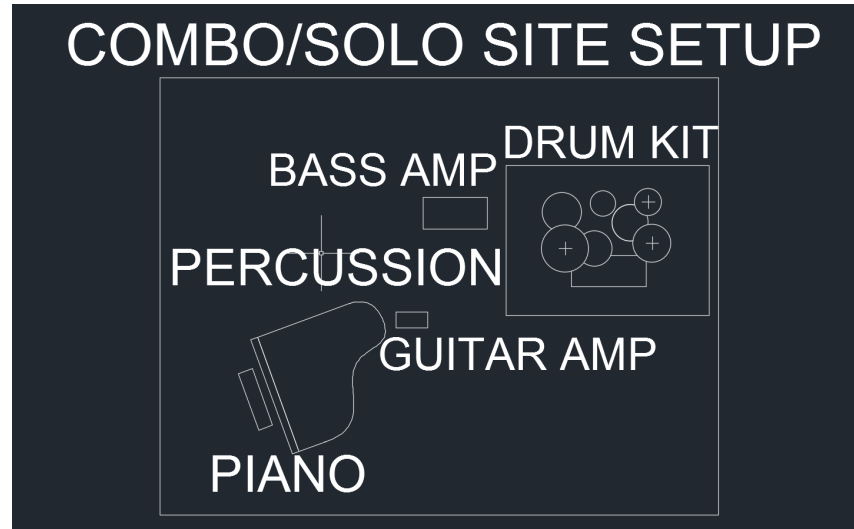 COMBO/SOLO SITE SETUP
DRUM KIT
BASS AMP
PERCUSSION
GUITAR AMP
PIANO